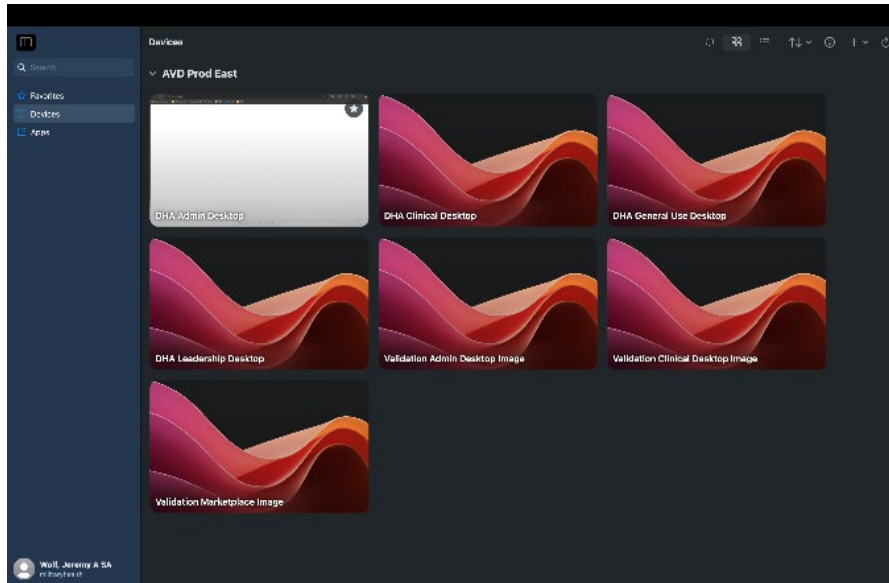 Devices
Search
AVD Prod East
Favorites
Devices
Apps
DHA Admin Desktop
DHA Clinical Desktop
DHA General Use Desktop
DHA Leadership Desktop
Validation Admin Desktop Image
Validation Clinical Desktop Image
Validation Marketplace Image
Wolf, Jeremy A SA